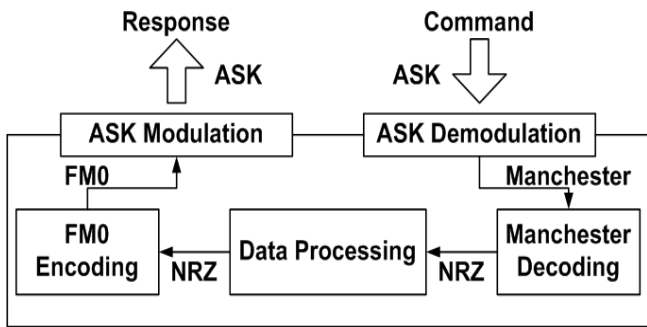 Response
Command
ASK
ASK
ASK Modulation
ASK Demodulation
FM0
Manchester
FM0
Encoding
NRZ
Data Processing
NRZ
Manchester
Decoding